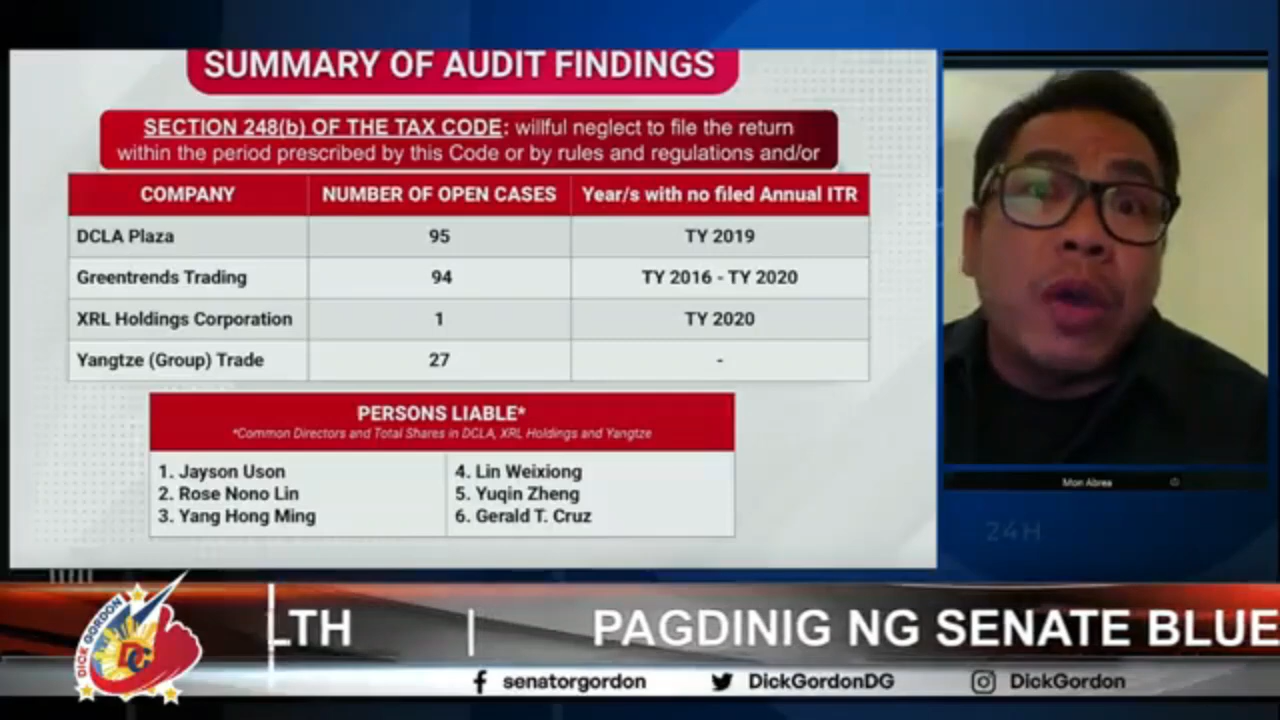 SUMMARY OF AUDIT FINDINGS
SECTION 248(b) OF THE TAX CODE: willful neglect to file the return
within the period prescribed by this Code or by rules and regulations and/or
COMPANY NUMBER OF OPEN CASES Year/s with no filed Annual ITR
DCLA Plaza 95 TY 2019
Greentrends Trading 94 TY 2016 - TY 2020
XRL Holdings Corporation 1 TY 2020
Yangtze (Group) Trade 27 -
PERSONS LIABLE*
*Common Directors and Total Shares in DCLA, XRL Holdings and Yangtze
1. Jayson Uson
2. Rose Nono Lin
3. Yang Hong Ming
4. Lin Weixiong
5. Yuqin Zheng
6. Gerald T. Cruz
Mon Abrea
24H
DICK GORDON
DG
LTH | PAGDINIG NG SENATE BLUE
senatorgordon DickGordonDG DickGordon